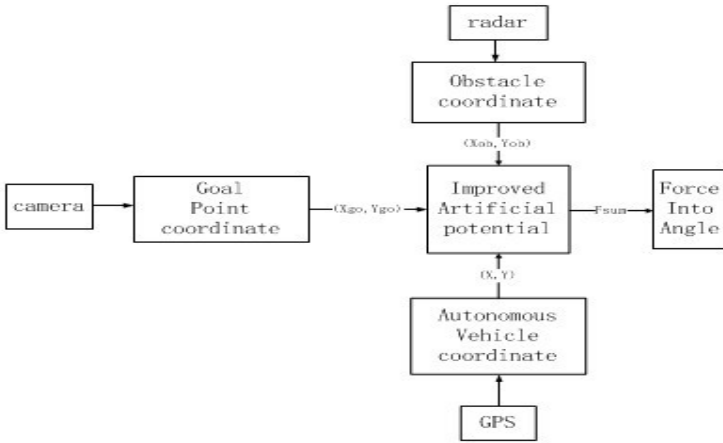 radar
Obstacle
coordinate
(Xob, Yob)
camera
Goal
Point
coordinate
(Xgo, Ygo)
Improved
Artificial
potential
Fsum
Force
Into
Angle
(X, Y)
Autonomous
Vehicle
coordinate
GPS